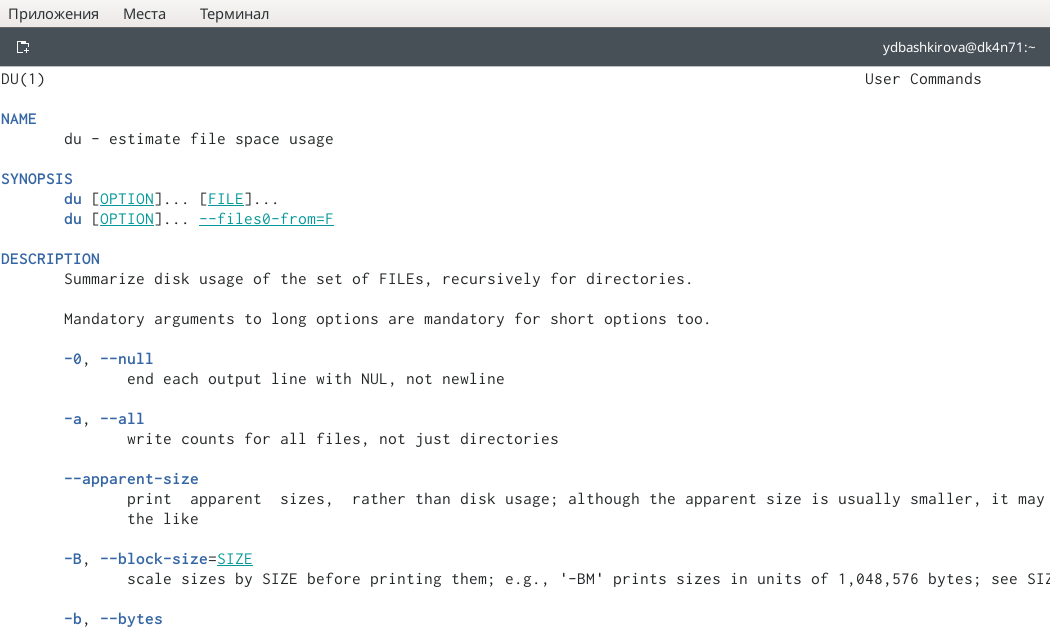 Приложения Места Терминал
ydbashkirova@dk4n71:~
DU(1) User Commands
NAME
du - estimate file space usage
SYNOPSIS
du [OPTION]... [FILE]...
du [OPTION]... --files0-from=F
DESCRIPTION
Summarize disk usage of the set of FILEs, recursively for directories.
Mandatory arguments to long options are mandatory for short options too.
-0, --null
end each output line with NUL, not newline
-a, --all
write counts for all files, not just directories
--apparent-size
print apparent sizes, rather than disk usage; although the apparent size is usually smaller, it may
the like
-B, --block-size=SIZE
scale sizes by SIZE before printing them; e.g., '-BM' prints sizes in units of 1,048,576 bytes; see SIZ
-b, --bytes